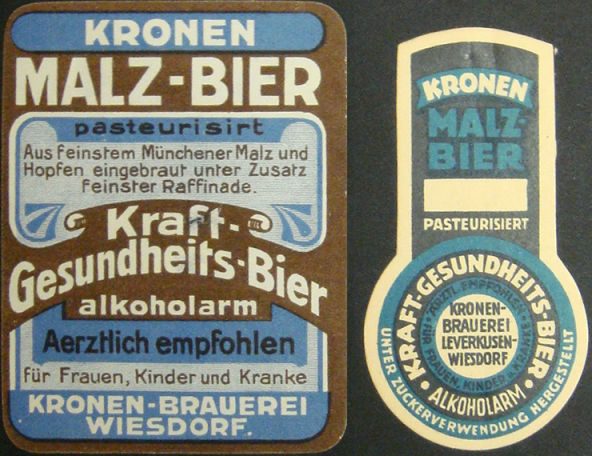 KRONEN
MALZ-BIER
pasteurisirt
Aus feinstem Münchener Malz und
Hopfen eingebraut unter Zusatz
feinster Raffinade.
Kraft-
Gesundheits-Bier
alkoholarm
Aerztlich empfohlen
für Frauen, Kinder und Kranke
KRONEN-BRAUEREI
WIESDORF.
KRONEN
MALZ-
BIER
PASTEURISIERT
KRAFT-GESUNDHEITS-BIER
ÄRZTL. EMPFOHLEN
FÜR FRAUEN, KINDER u. KRANKE
KRONEN-
BRAUEREI
LEVERKUSEN-
WIESDORF
ALKOHOLARM
UNTER ZUCKERVERWENDUNG HERGESTELLT